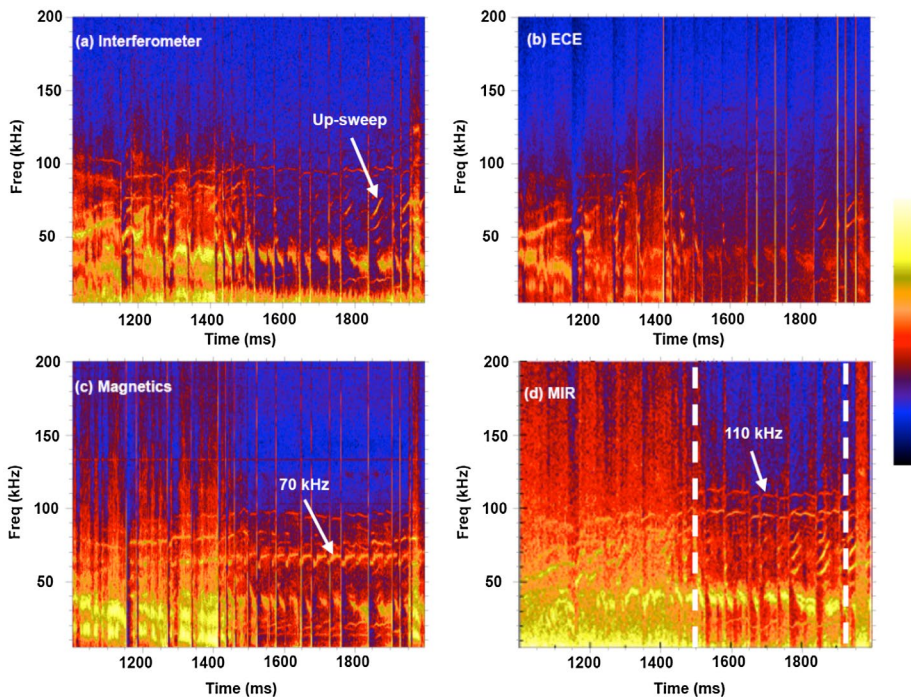 200
(a) Interferometer
150
Up-sweep
Freq (kHz)
100
50
1200 1400 1600 1800
Time (ms)
200
(b) ECE
150
Freq (kHz)
100
50
1200 1400 1600 1800
Time (ms)
200
(c) Magnetics
150
70 kHz
Freq (kHz)
100
50
1200 1400 1600 1800
Time (ms)
200
(d) MIR
150
110 kHz
Freq (kHz)
100
50
1200 1400 1600 1800
Time (ms)